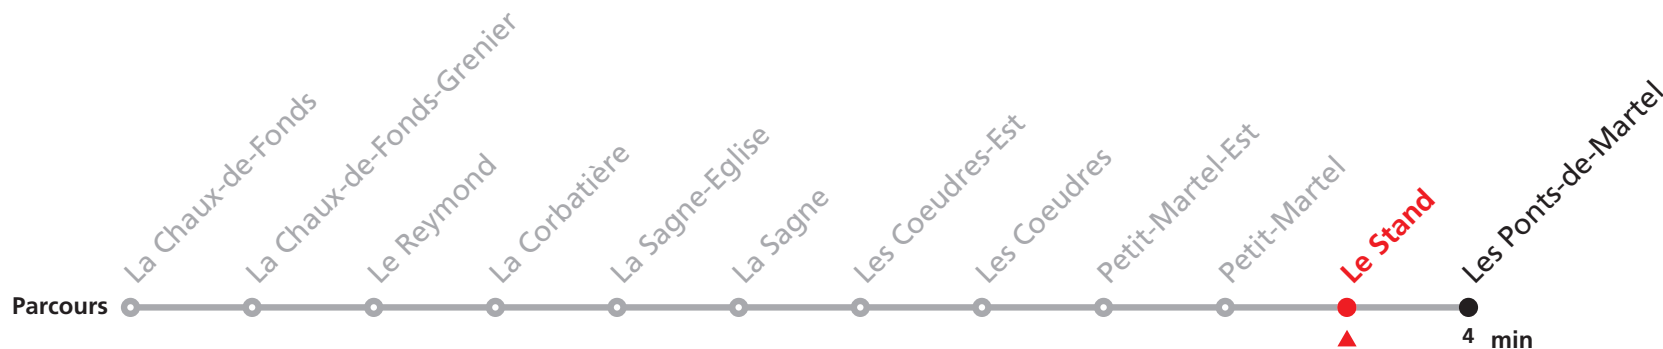 La Chaux-de-Fonds
La Chaux-de-Fonds-Grenier
Le Reymond
La Corbatière
La Sagne-Eglise
La Sagne
Les Coeudres-Est
Les Coeudres
Petit-Martel-Est
Petit-Martel
Le Stand
Les Ponts-de-Martel
Parcours
4 min